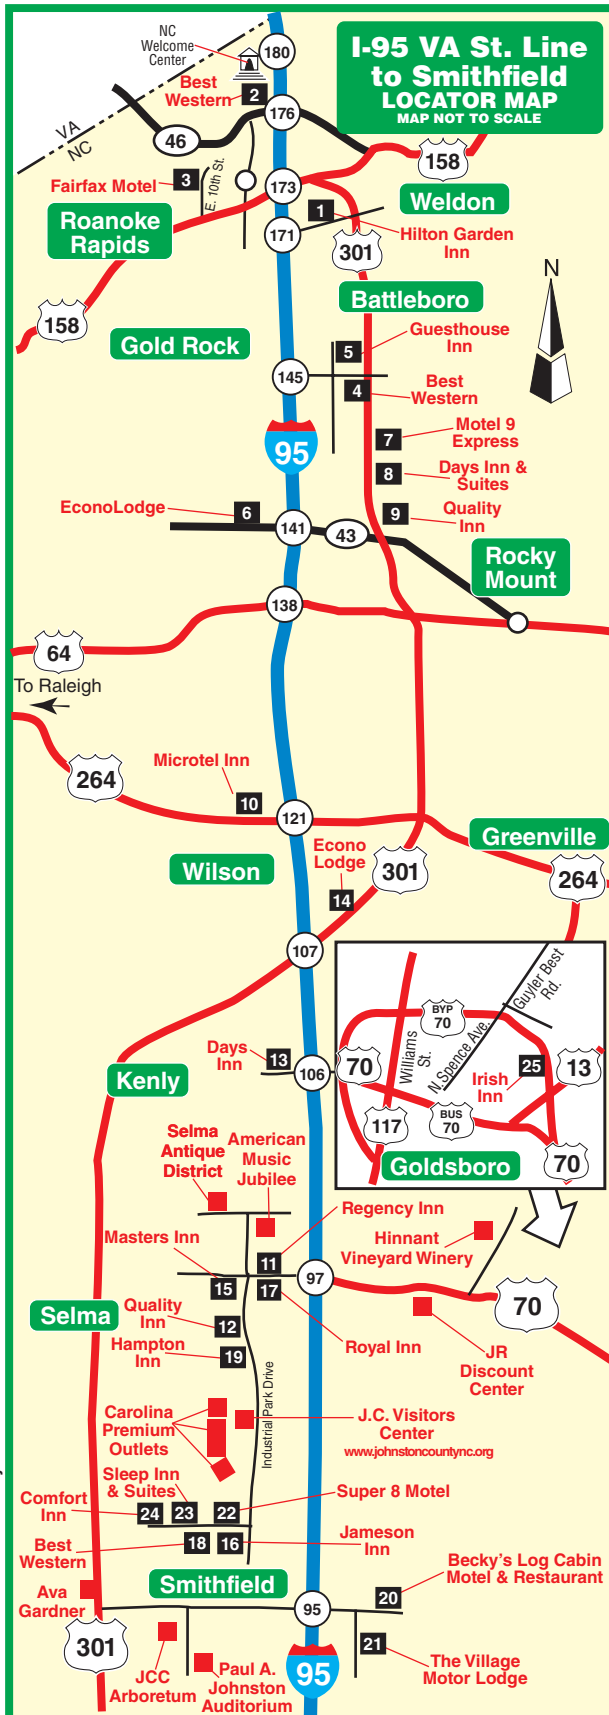 I-95 VA St. Line
to Smithfield
LOCATOR MAP
MAP NOT TO SCALE
NC
Welcome
Center
180
Best
Western
2
176
VA
NC
46
158
Fairfax Motel
3
E. 10th St.
173
Weldon
Roanoke
Rapids
1
171
Hilton Garden
Inn
301
N
158
Battleboro
Gold Rock
Guesthouse
Inn
5
145
4
Best
Western
95
7
Motel 9
Express
8
Days Inn &
Suites
EconoLodge
6
9
Quality
Inn
141
43
Rocky
Mount
138
64
To Raleigh
264
Microtel Inn
10
121
Greenville
Wilson
Econo
Lodge
301
264
14
107
Guyler Best
Rd.
BYP
70
Williams
St.
N. Spence Ave.
Days
Inn
13
106
70
25
13
Irish
Inn
Kenly
117
BUS
70
Goldsboro
70
Selma
Antique
District
American
Music
Jubilee
Regency Inn
Masters Inn
Hinnant
Vineyard Winery
11
97
15
17
70
Selma
Quality
Inn
12
Royal Inn
Hampton
Inn
19
JR
Discount
Center
Industrial Park Drive
Carolina
Premium
Outlets
J.C. Visitors
Center
www.johnstoncountync.org
Sleep Inn
& Suites
Super 8 Motel
Comfort
Inn
24
23
22
Best
Western
18
16
Jameson
Inn
Smithfield
Becky's Log Cabin
Motel & Restaurant
Ava
Gardner
95
20
301
21
JCC
Arboretum
Paul A.
Johnston
Auditorium
95
The Village
Motor Lodge